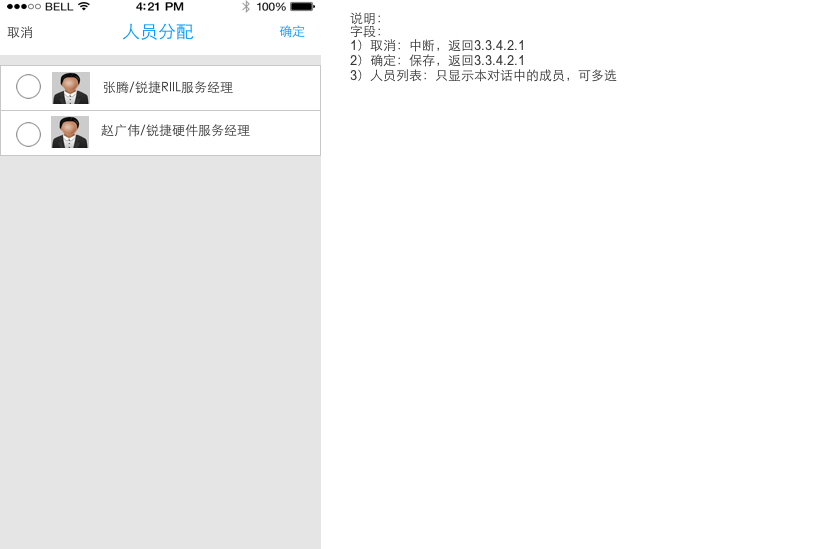 BELL 4:21 PM 100%
取消 人员分配 确定
张腾/锐捷RIIL服务经理
赵广伟/锐捷硬件服务经理
说明：
字段：
1）取消：中断，返回3.3.4.2.1
2）确定：保存，返回3.3.4.2.1
3）人员列表：只显示本对话中的成员，可多选